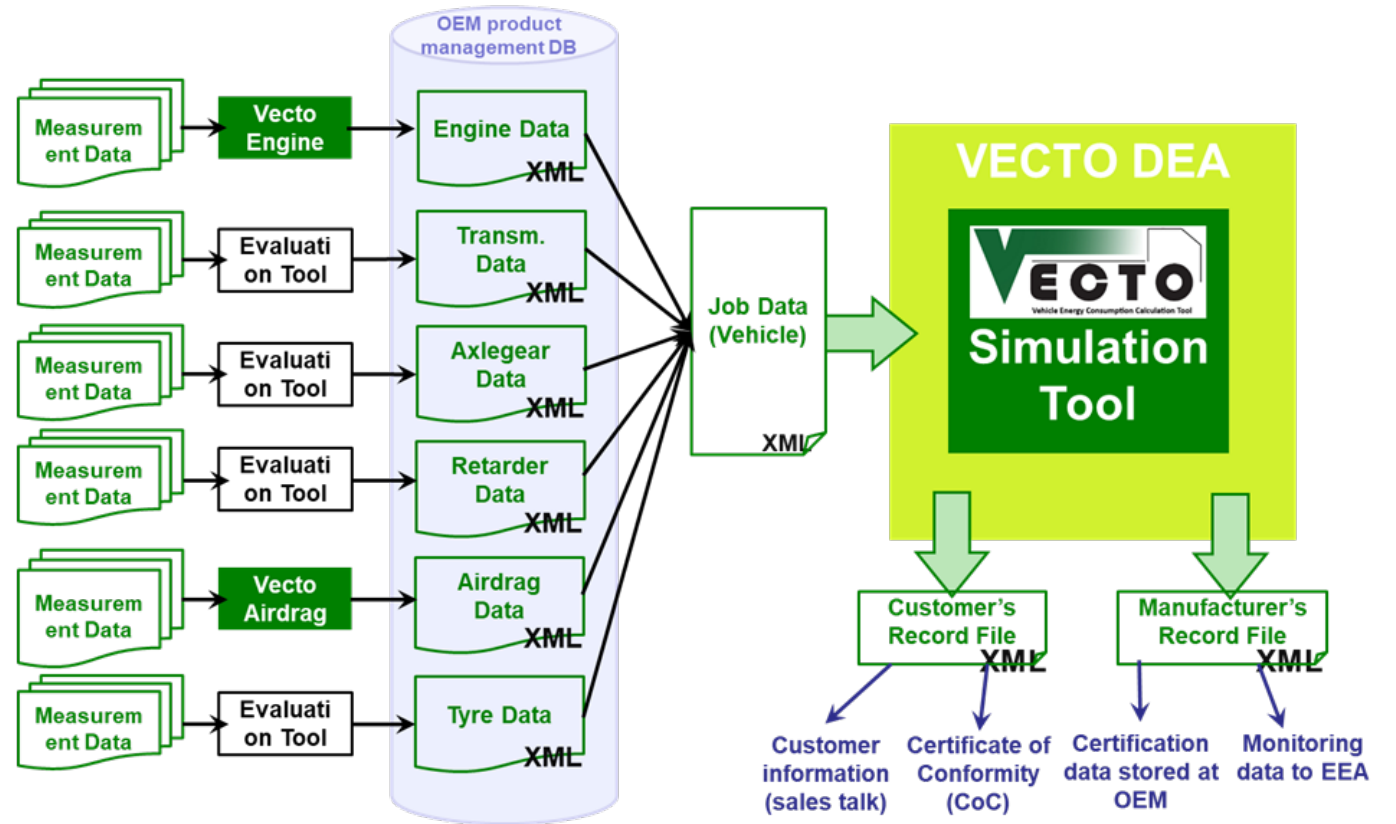 OEM product
management DB
Measurem
ent Data
Vecto
Engine
Engine Data
XML
Measurem
ent Data
Evaluati
on Tool
Transm.
Data
XML
Measurem
ent Data
Evaluati
on Tool
Axlegear
Data
XML
Measurem
ent Data
Evaluati
on Tool
Retarder
Data
XML
Measurem
ent Data
Vecto
Airdrag
Airdrag
Data
XML
Measurem
ent Data
Evaluati
on Tool
Tyre Data
XML
Job Data
(Vehicle)
XML
VECTO DEA
VECTO
Vehicle Energy Consumption Calculation Tool
Simulation
Tool
Customer’s
Record File
XML
Manufacturer’s
Record File
XML
Customer
information
(sales talk)
Certificate of
Conformity
(CoC)
Certification
data stored at
OEM
Monitoring
data to EEA